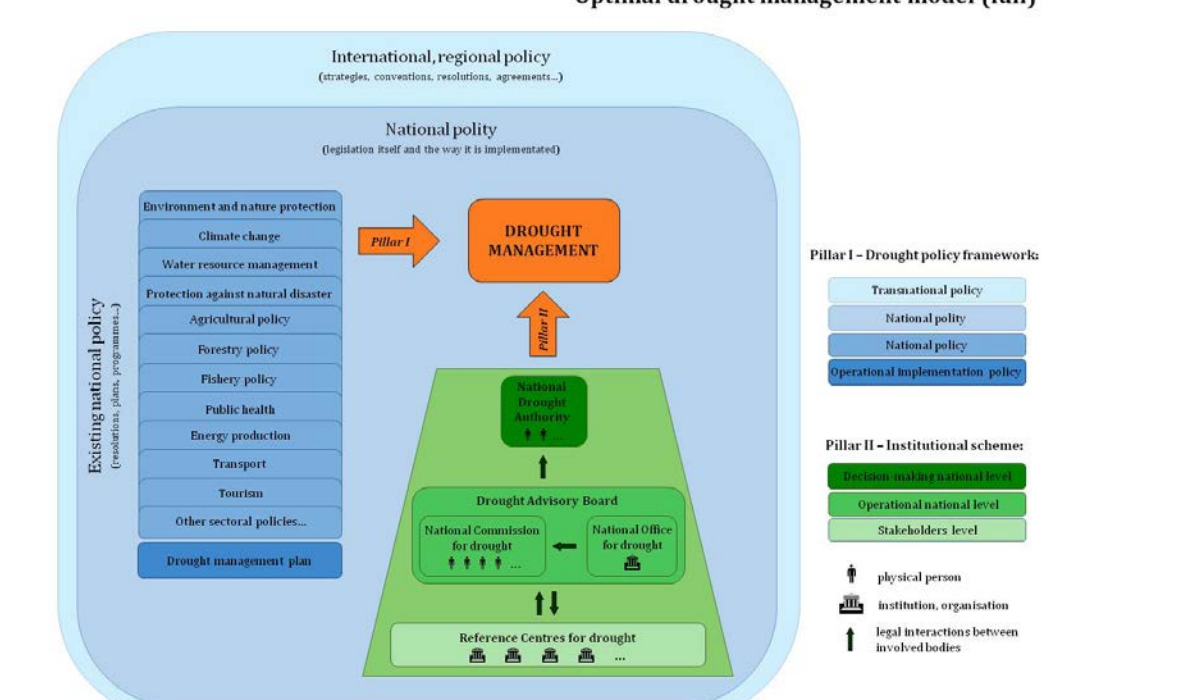 Optimal drought management model (full)
International, regional policy
(strategies, conventions, resolutions, agreements...)
National polity
(legislation itself and the way it is implementated)
Existing national policy
(resolutions, plans, programmes...)
Environment and nature protection
Climate change
Water resource management
Protection against natural disaster
Agricultural policy
Forestry policy
Fishery policy
Public health
Energy production
Transport
Tourism
Other sectoral policies...
Drought management plan
Pillar I
DROUGHT
MANAGEMENT
Pillar II
National
Drought
Authority
...
Drought Advisory Board
National Commission
for drought
...
National Office
for drought
Reference Centres for drought
...
Pillar I – Drought policy framework:
Transnational policy
National polity
National policy
Operational implementation policy
Pillar II – Institutional scheme:
Decision-making national level
Operational national level
Stakeholders level
physical person
institution, organisation
legal interactions between
involved bodies